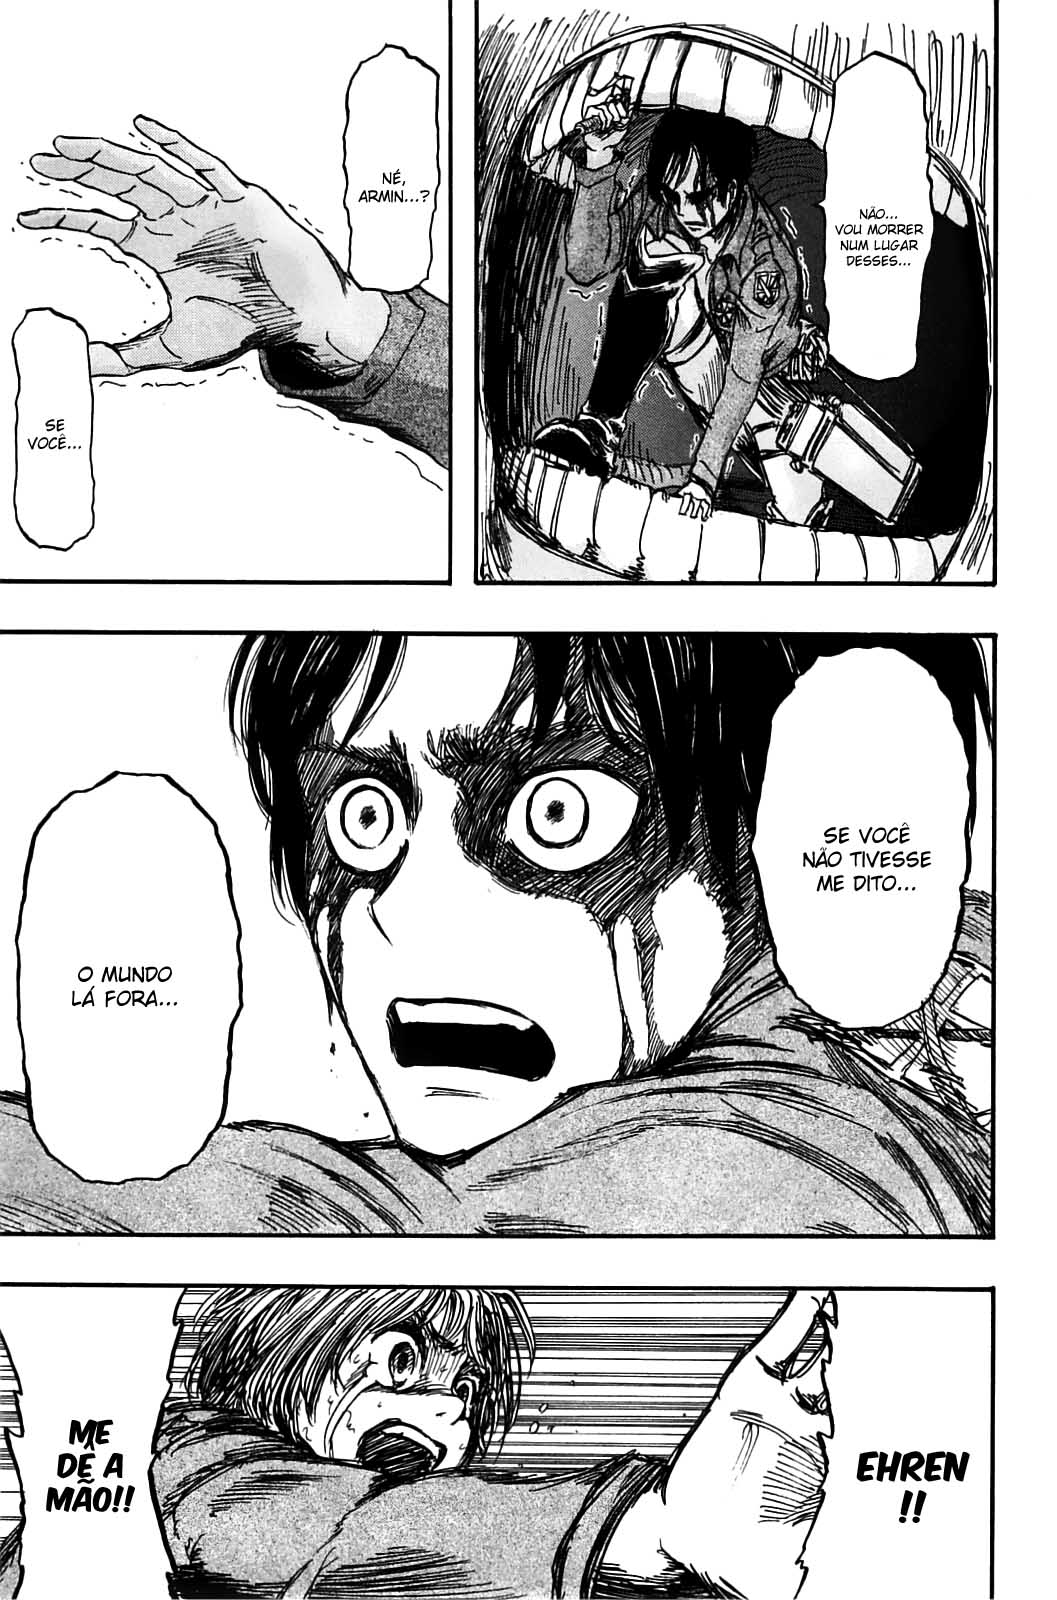 NÃO...
VOU MORRER
NUM LUGAR
DESSES...
NÉ,
ARMIN...?
SE
VOCÊ...
SE VOCÊ
NÃO TIVESSE
ME DITO...
O MUNDO
LÁ FORA...
EHREN
!!
ME
DÊ A
MÃO!!